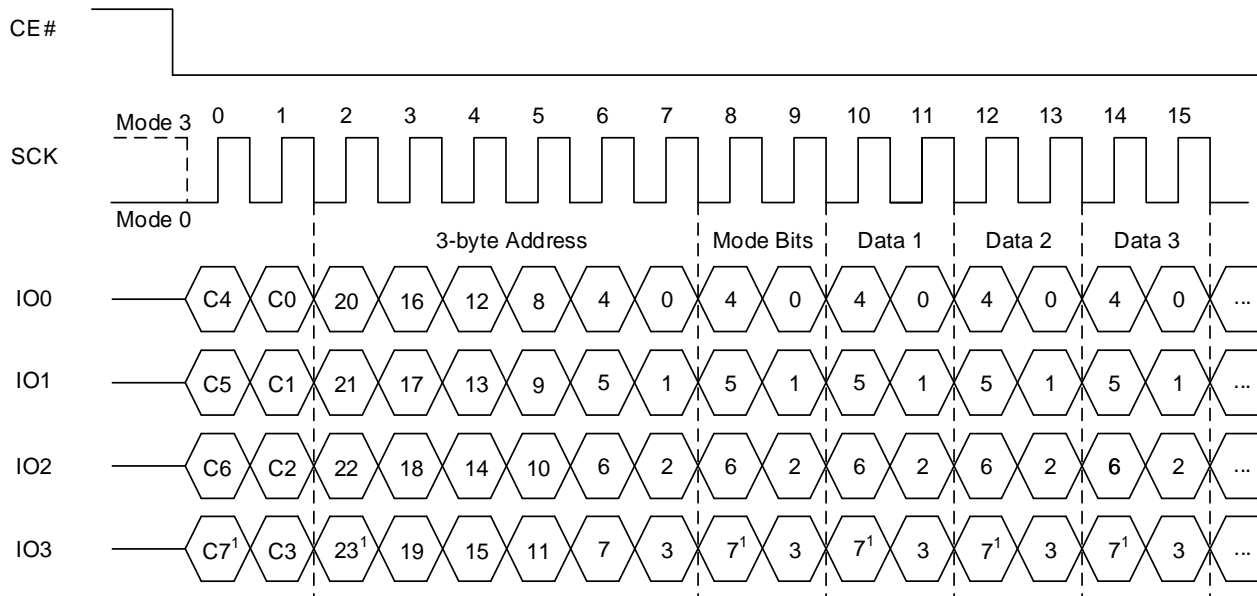 CE#
0 1 2 3 4 5 6 7 8 9 10 11 12 13 14 15
Mode 3
SCK
Mode 0
3-byte Address Mode Bits Data 1 Data 2 Data 3
IO0 C4 C0 20 16 12 8 4 0 4 0 4 0 4 0 4 0 ...
IO1 C5 C1 21 17 13 9 5 1 5 1 5 1 5 1 5 1 ...
IO2 C6 C2 22 18 14 10 6 2 6 2 6 2 6 2 6 2 ...
IO3 C7¹ C3 23¹ 19 15 11 7 3 7¹ 3 7¹ 3 7¹ 3 7¹ 3 ...